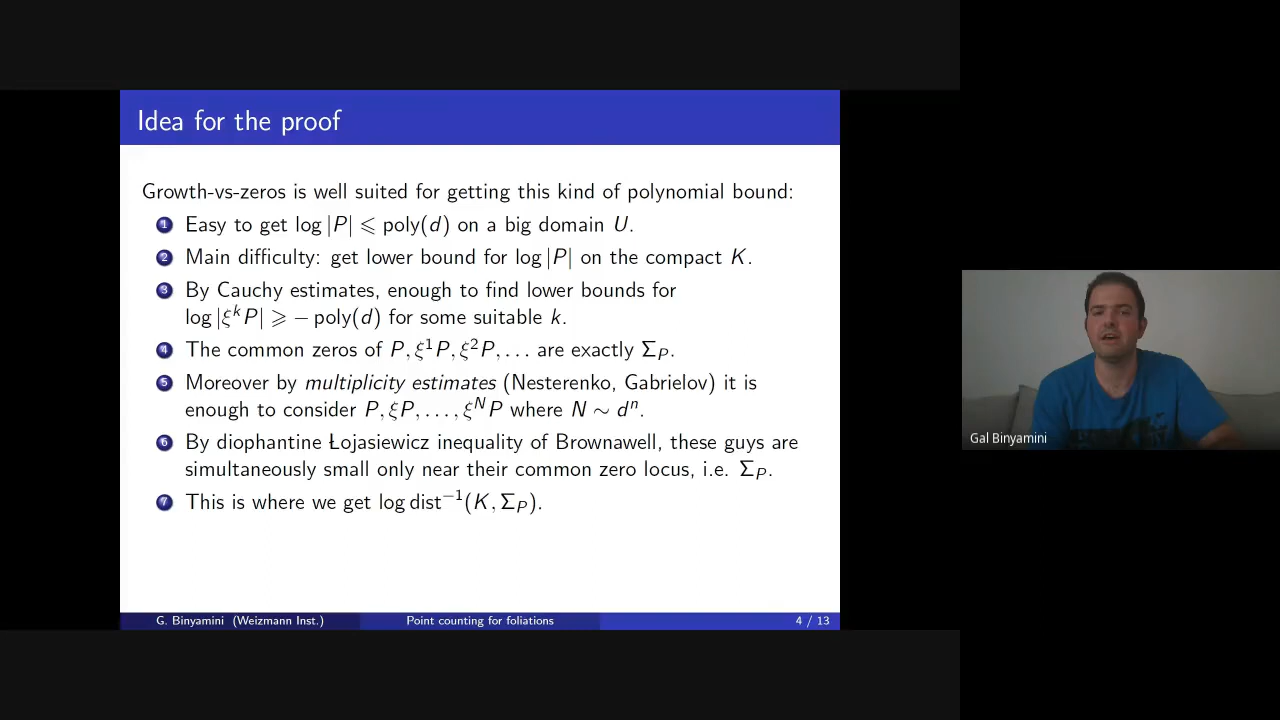 Idea for the proof
Growth-vs-zeros is well suited for getting this kind of polynomial bound:
1 Easy to get log |P| ⩽ poly(d) on a big domain U.
2 Main difficulty: get lower bound for log |P| on the compact K.
3 By Cauchy estimates, enough to find lower bounds for
log |ξ^k P| ⩾ − poly(d) for some suitable k.
4 The common zeros of P, ξ^1 P, ξ^2 P, . . . are exactly Σ_P.
5 Moreover by multiplicity estimates (Nesterenko, Gabrielov) it is
enough to consider P, ξP, . . . , ξ^N P where N ∼ d^n.
6 By diophantine Łojasiewicz inequality of Brownawell, these guys are
simultaneously small only near their common zero locus, i.e. Σ_P.
7 This is where we get log dist^−1(K, Σ_P).
G. Binyamini (Weizmann Inst.)
Point counting for foliations
4 / 13
Gal Binyamini